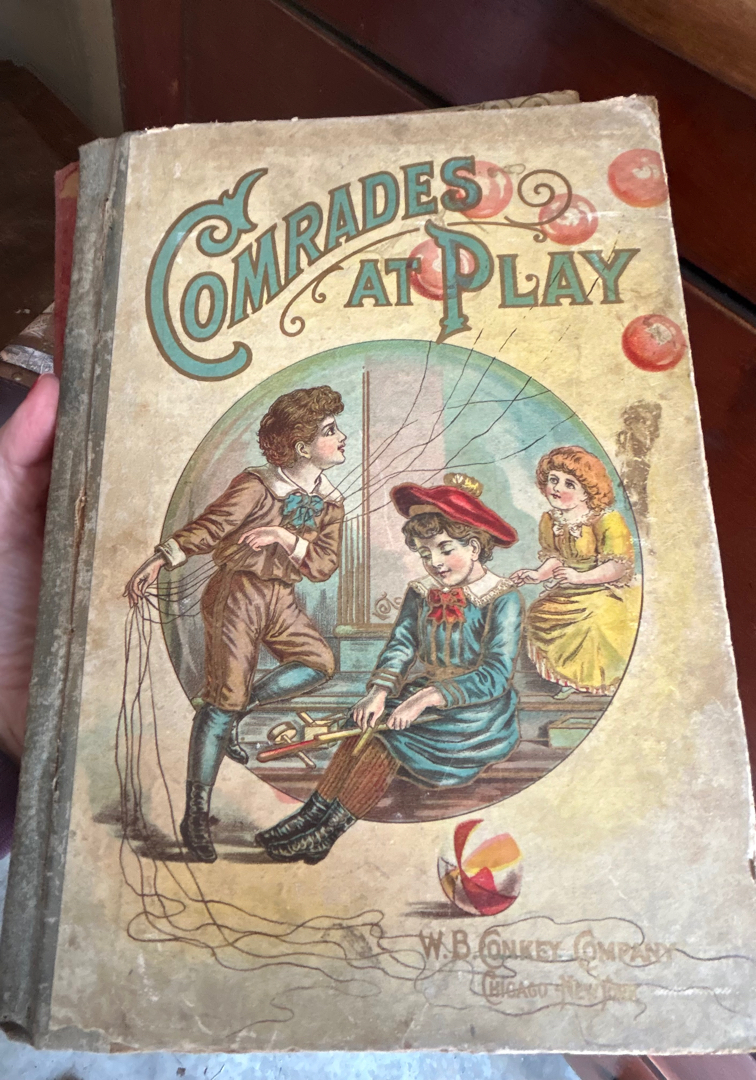 COMRADES
AT PLAY
W. B. CONKEY COMPANY
CHICAGO NEW YORK